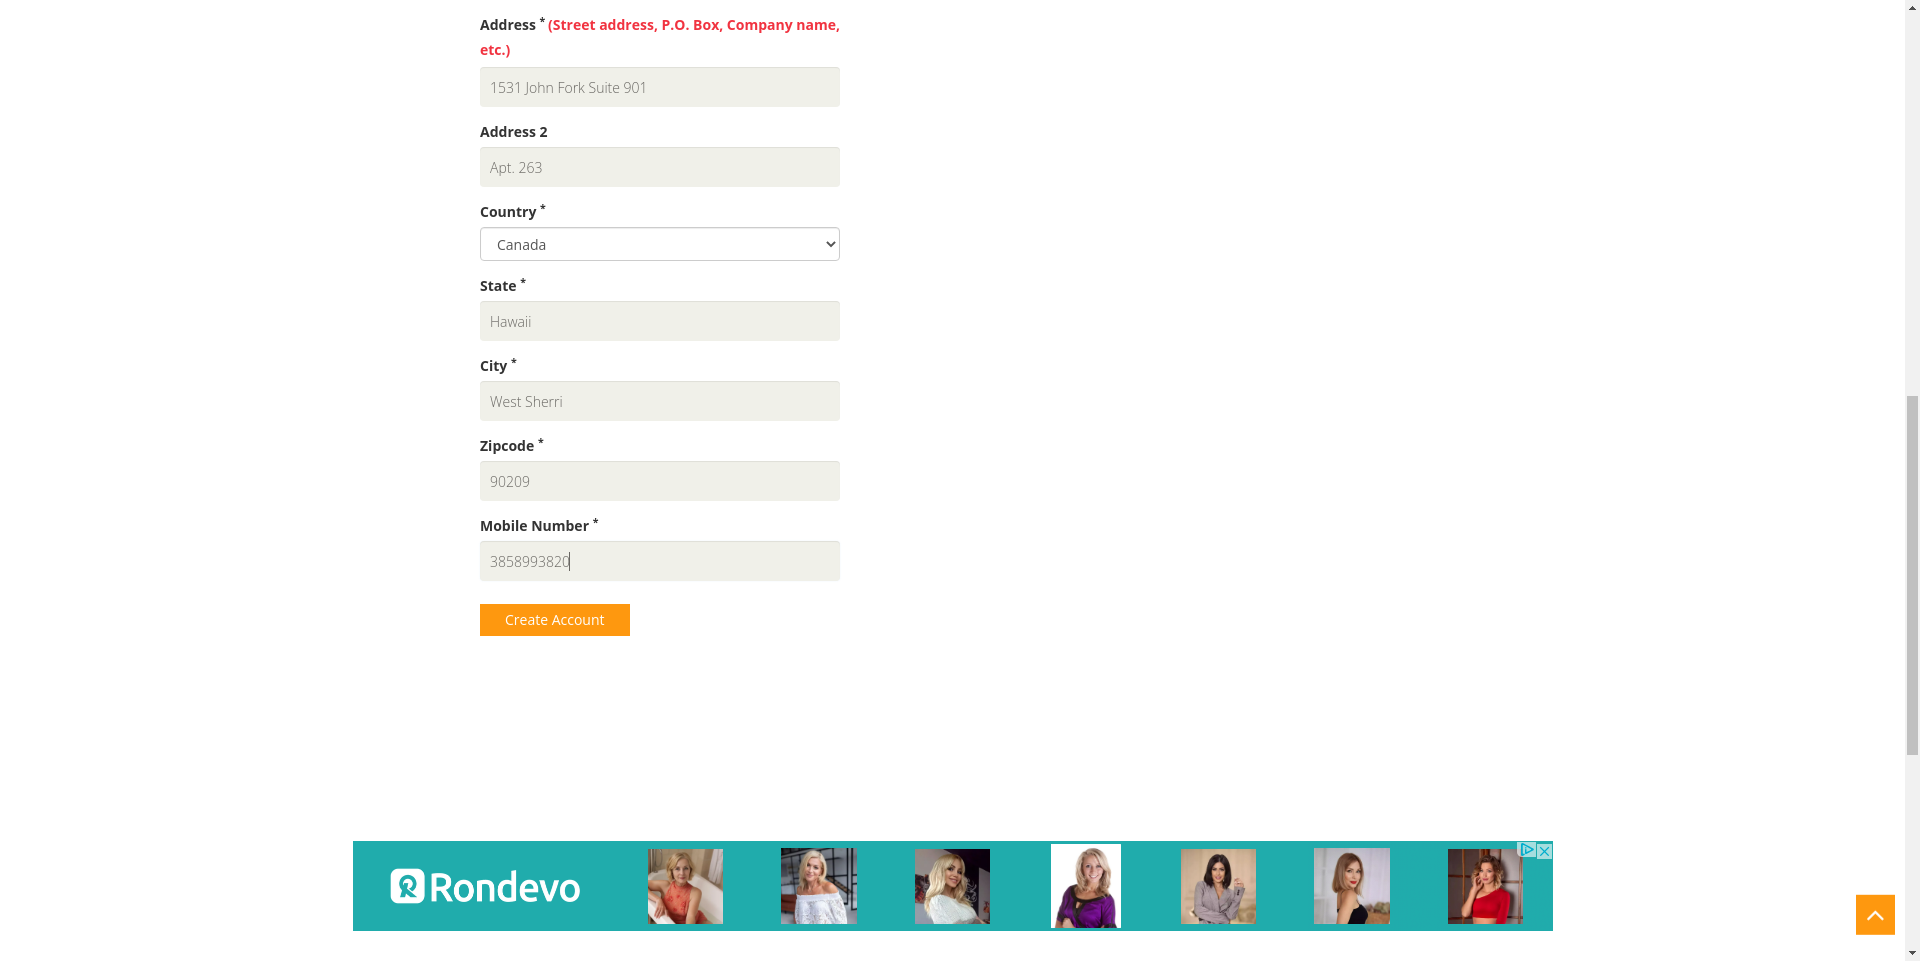 Address * (Street address, P.O. Box, Company name,
etc.)
1531 John Fork Suite 901
Address 2
Apt. 263
Country *
Canada
State *
Hawaii
City *
West Sherri
Zipcode *
90209
Mobile Number *
3858993820
Create Account
Rondevo